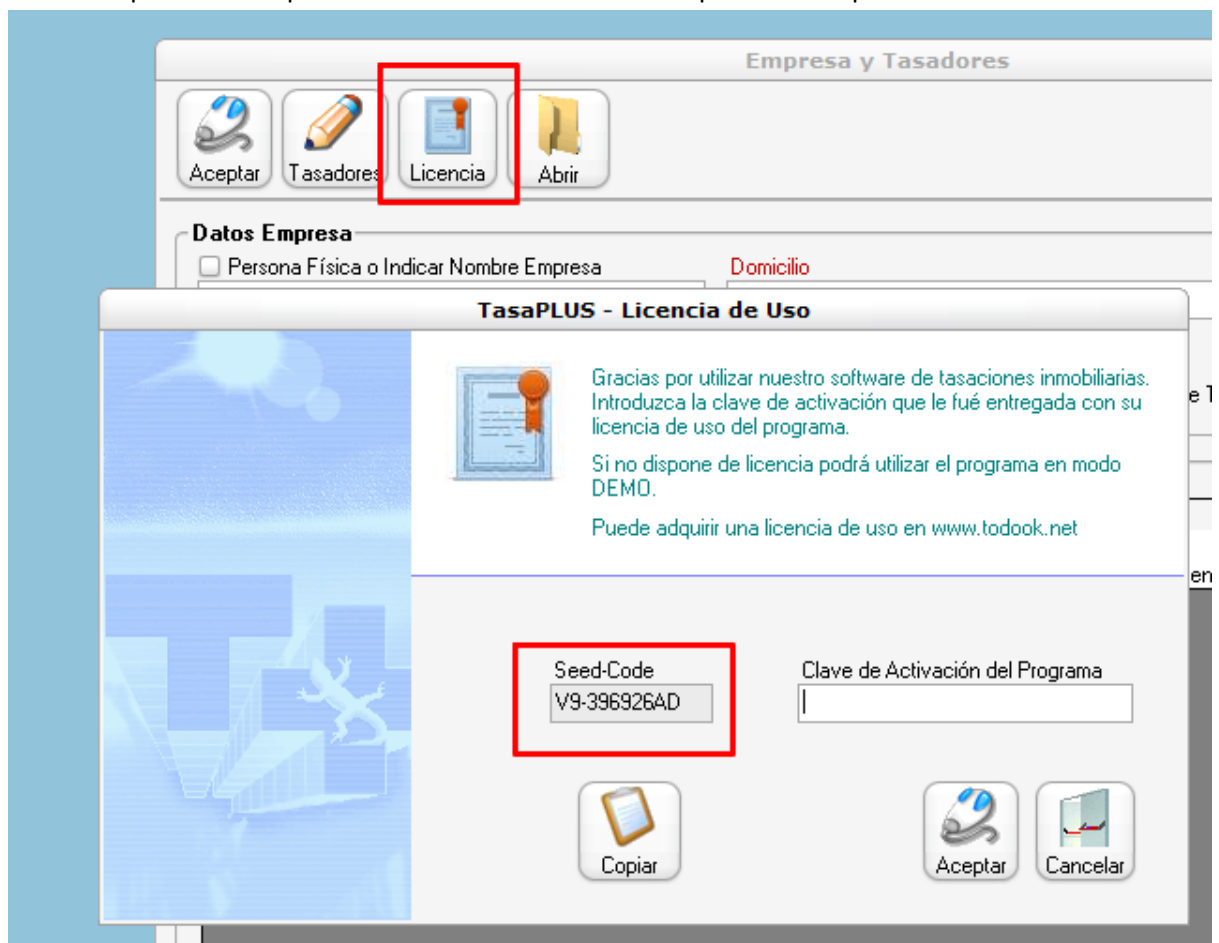 Empresa y Tasadores
Aceptar
Tasadores
Licencia
Abrir
Datos Empresa
Persona Física o Indicar Nombre Empresa
Domicilio
TasaPLUS - Licencia de Uso
Gracias por utilizar nuestro software de tasaciones inmobiliarias.
Introduzca la clave de activación que le fué entregada con su
licencia de uso del programa.
Si no dispone de licencia podrá utilizar el programa en modo
DEMO.
Puede adquirir una licencia de uso en www.todook.net
Seed-Code
V9-396926AD
Clave de Activación del Programa
Copiar
Aceptar
Cancelar